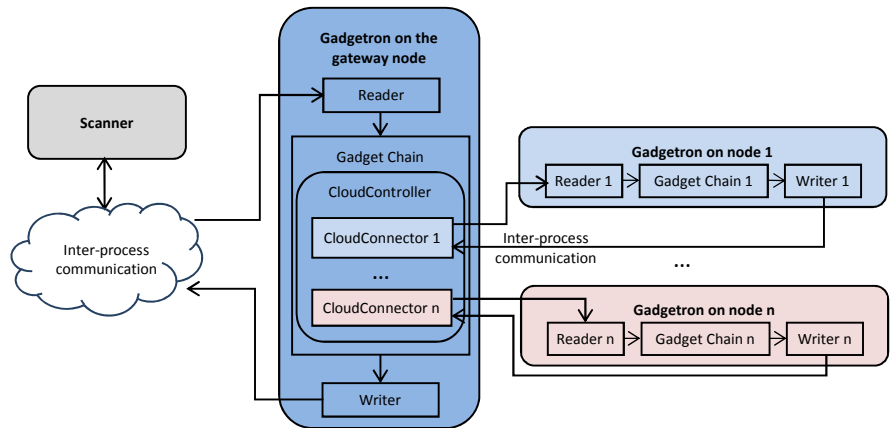 Gadgetron on the
gateway node
Reader
Scanner
Gadget Chain
CloudController
CloudConnector 1
...
CloudConnector n
Writer
Inter-process
communication
Gadgetron on node 1
Reader 1
Gadget Chain 1
Writer 1
Inter-process
communication
...
Gadgetron on node n
Reader n
Gadget Chain n
Writer n